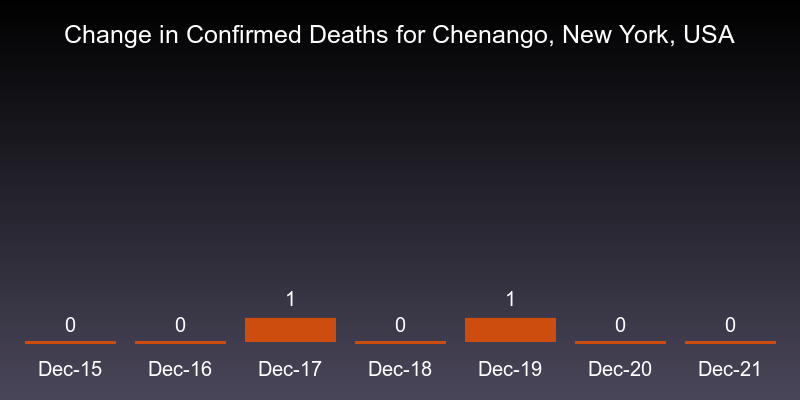 Change in Confirmed Deaths for Chenango, New York, USA
0 0 1 0 1 0 0
Dec-15 Dec-16 Dec-17 Dec-18 Dec-19 Dec-20 Dec-21